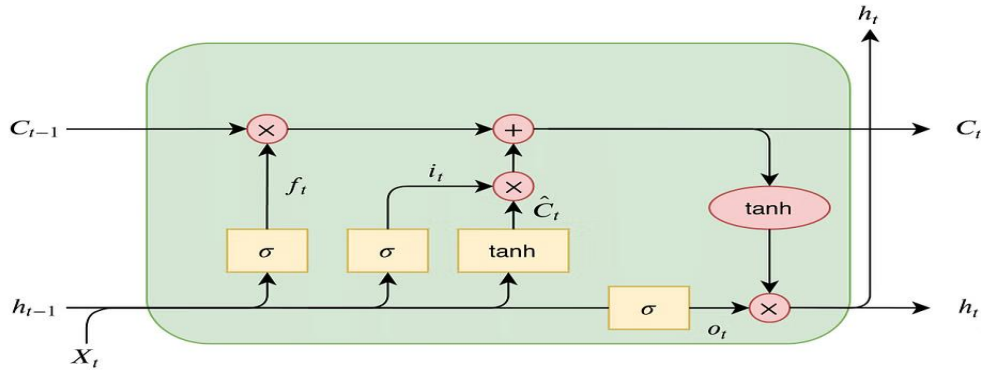 h_t
C_{t-1} × + C_t
f_t i_t × Ĉ_t tanh
σ σ tanh
h_{t-1} σ o_t × h_t
X_t